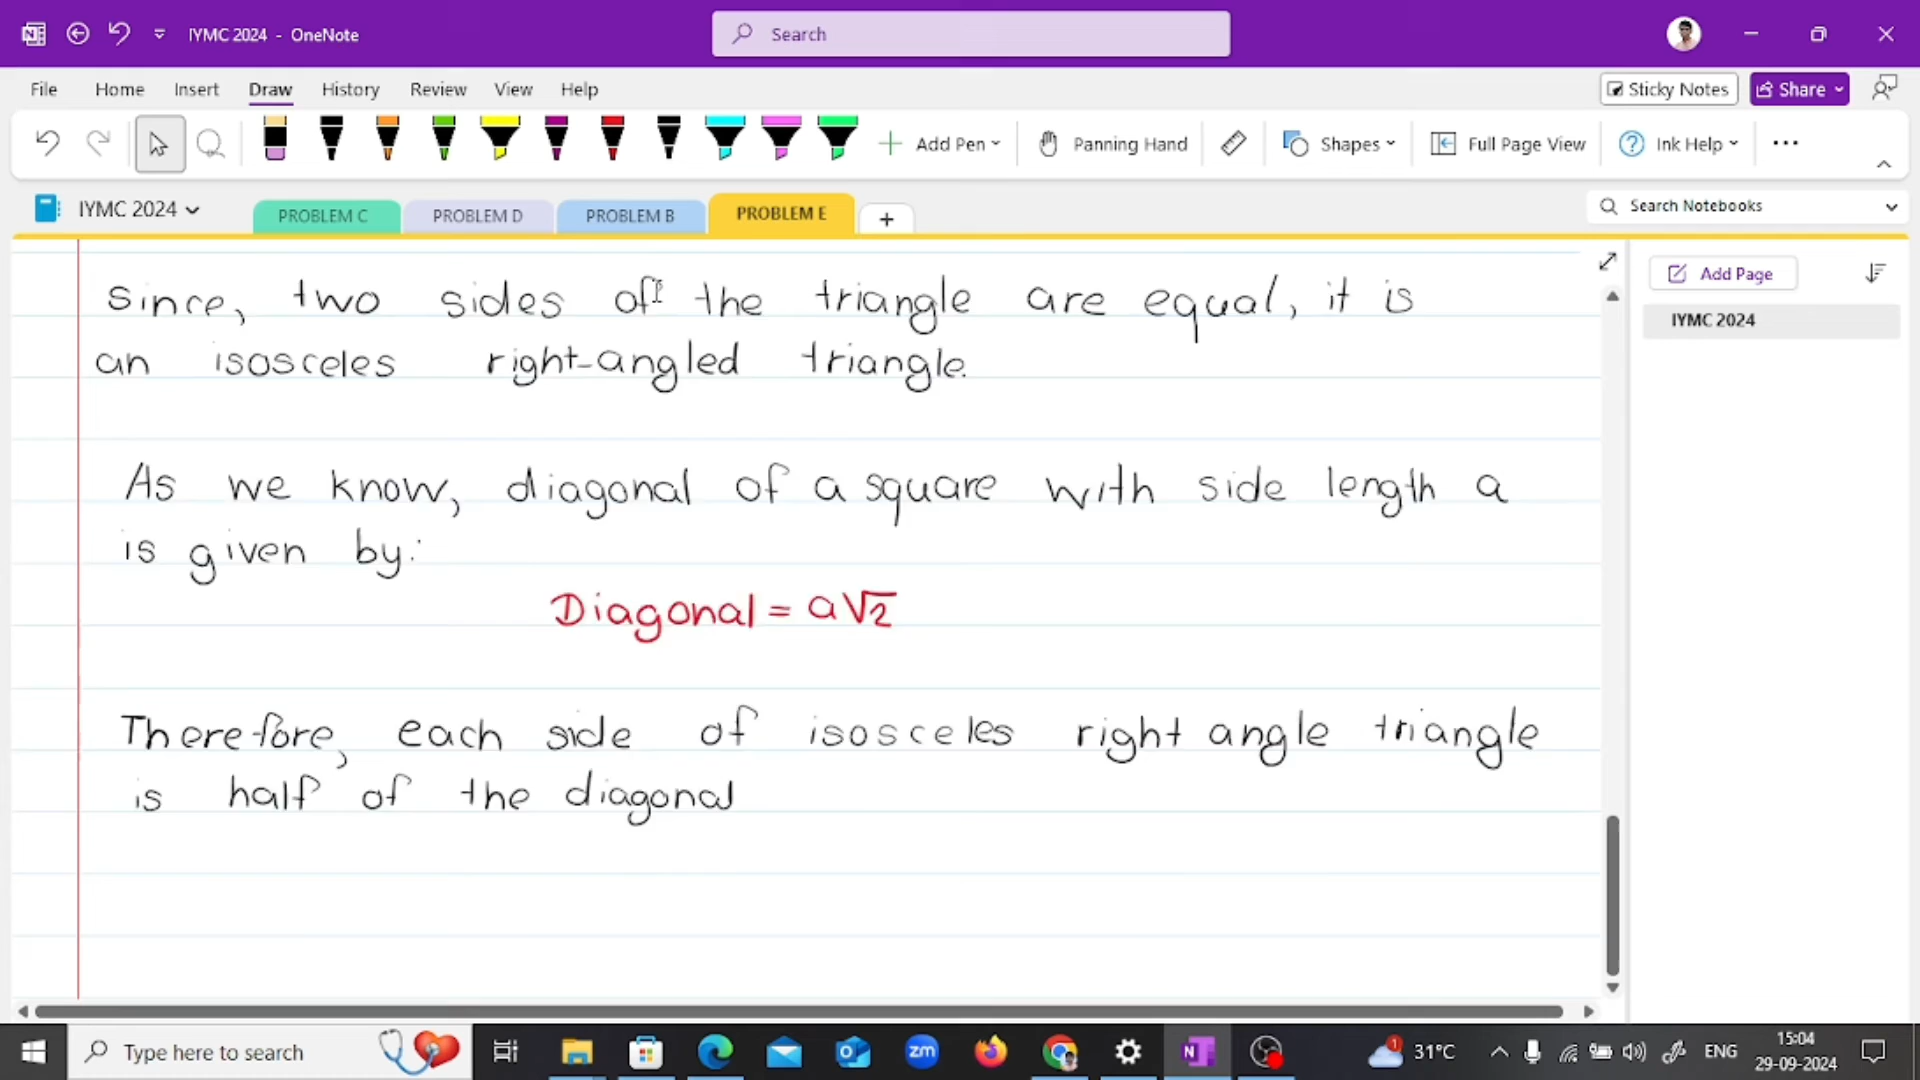 IYMC 2024 - OneNote
Search
File Home Insert Draw History Review View Help
Sticky Notes Share
Add Pen Panning Hand Shapes Full Page View Ink Help
IYMC 2024 PROBLEM C PROBLEM D PROBLEM B PROBLEM E
Search Notebooks
Since, two sides of the triangle are equal, it is
an isosceles right-angled triangle.
As we know, diagonal of a square with side length a
is given by:
Diagonal = a√2
Therefore, each side of isosceles right angle triangle
is half of the diagonal
Add Page
IYMC 2024
Type here to search
zm
N
1
31°C
ENG
15:04
29-09-2024